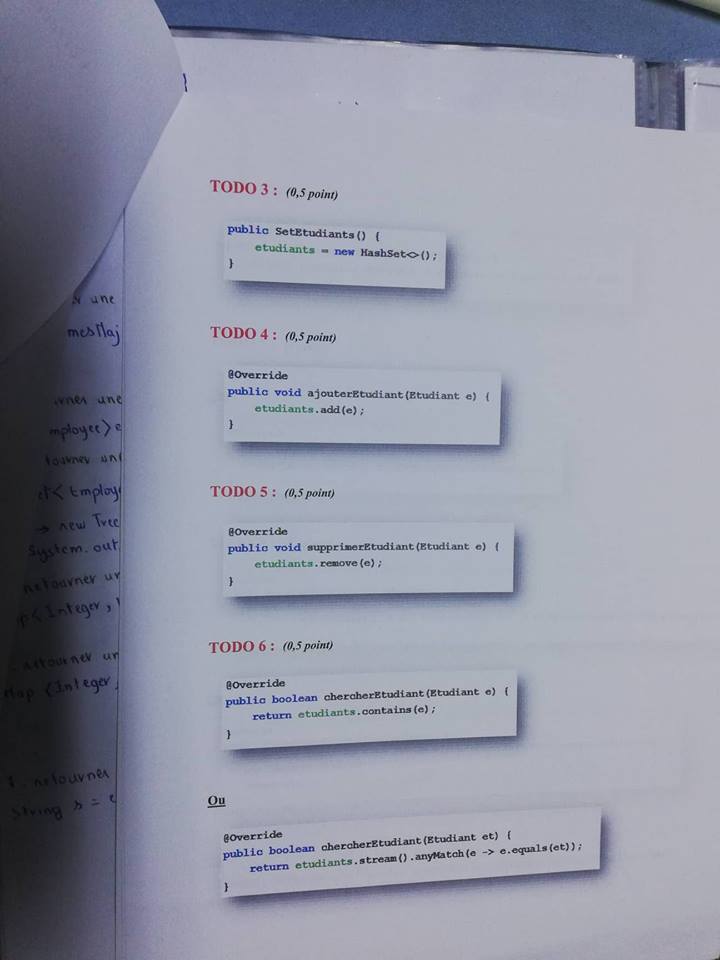 TODO 3 : (0,5 point)
public SetEtudiants() {
etudiants = new HashSet<>();
}
TODO 4 : (0,5 point)
@Override
public void ajouterEtudiant(Etudiant e) {
etudiants.add(e);
}
TODO 5 : (0,5 point)
@Override
public void supprimerEtudiant(Etudiant e) {
etudiants.remove(e);
}
TODO 6 : (0,5 point)
@Override
public boolean chercherEtudiant(Etudiant e) {
return etudiants.contains(e);
}
Ou
@Override
public boolean chercherEtudiant(Etudiant et) {
return etudiants.stream().anyMatch(e -> e.equals(et));
}
une
mesMaj
une
mployee>e
tourner un
et<Employ
→ new Tree
System.out
retourner un
p<Integer,
retourner un
Map (Integer,
retourner
String s = e